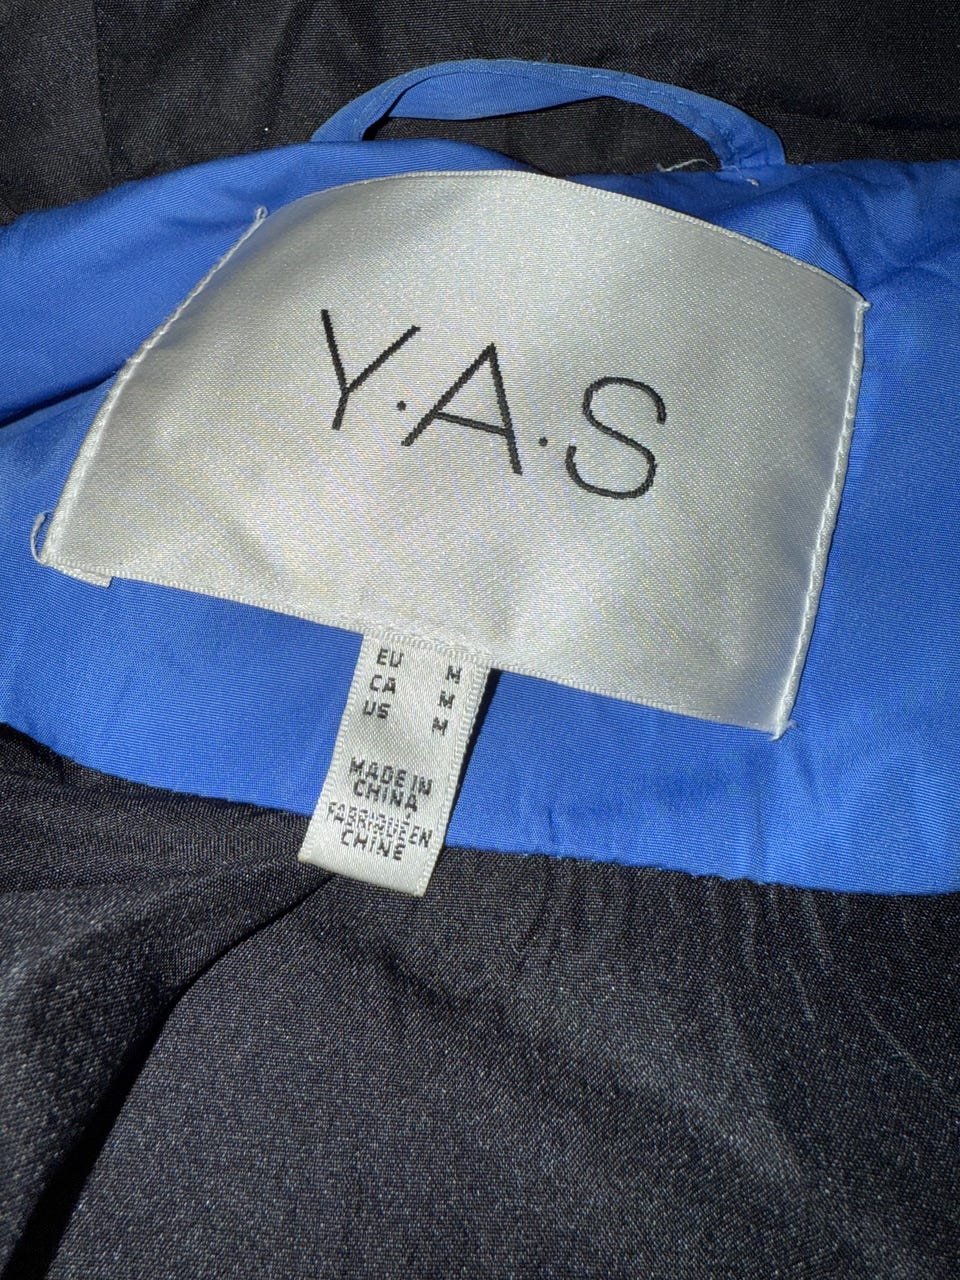 Y.A.S
EU M
CA M
US M
MADE IN
CHINA
FABRIQUÉ EN
CHINE